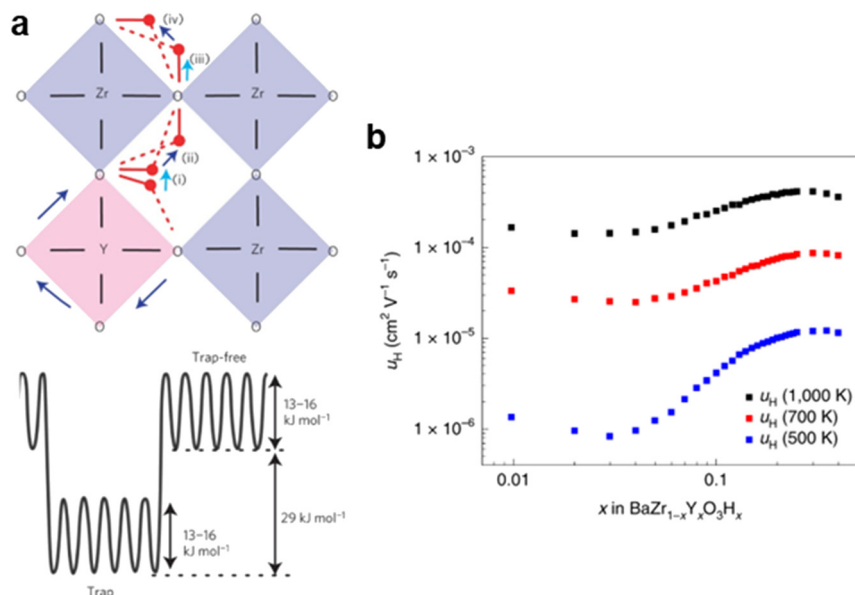 a
O
(iv)
O
O
(iii)
O
Zr
O
Zr
O
(ii)
O
(i)
O
O
Y
O
Zr
O
O
O
Trap-free
13–16
kJ mol⁻¹
13–16
kJ mol⁻¹
29 kJ mol⁻¹
Trap
b
1 × 10⁻³
1 × 10⁻⁴
1 × 10⁻⁵
1 × 10⁻⁶
u_H (cm² V⁻¹ s⁻¹)
u_H (1,000 K)
u_H (700 K)
u_H (500 K)
0.01
0.1
x in BaZr₁₋ₓYₓO₃Hₓ